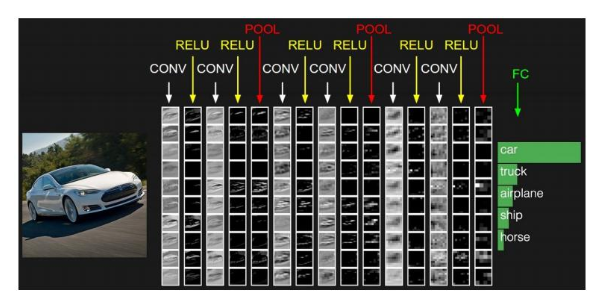 POOL POOL POOL
RELU RELU RELU RELU RELU RELU
CONV CONV CONV CONV CONV CONV
FC
car
truck
airplane
ship
horse